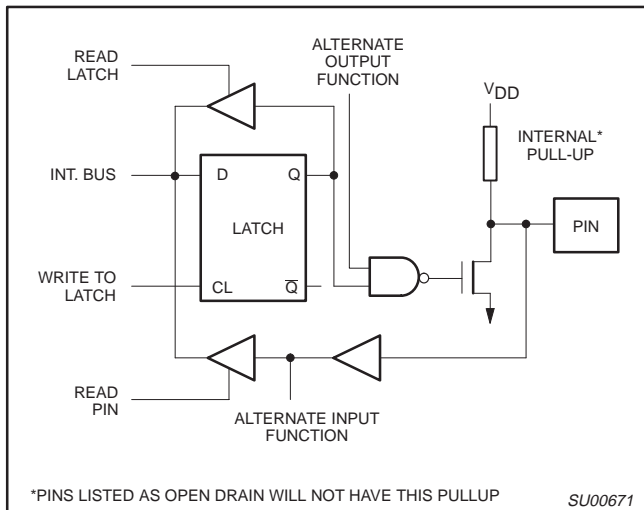 READ
LATCH
ALTERNATE
OUTPUT
FUNCTION
VDD
INTERNAL*
PULL-UP
INT. BUS
D
Q
PIN
LATCH
WRITE TO
LATCH
CL
Q̅
READ
PIN
ALTERNATE INPUT
FUNCTION
*PINS LISTED AS OPEN DRAIN WILL NOT HAVE THIS PULLUP
SU00671